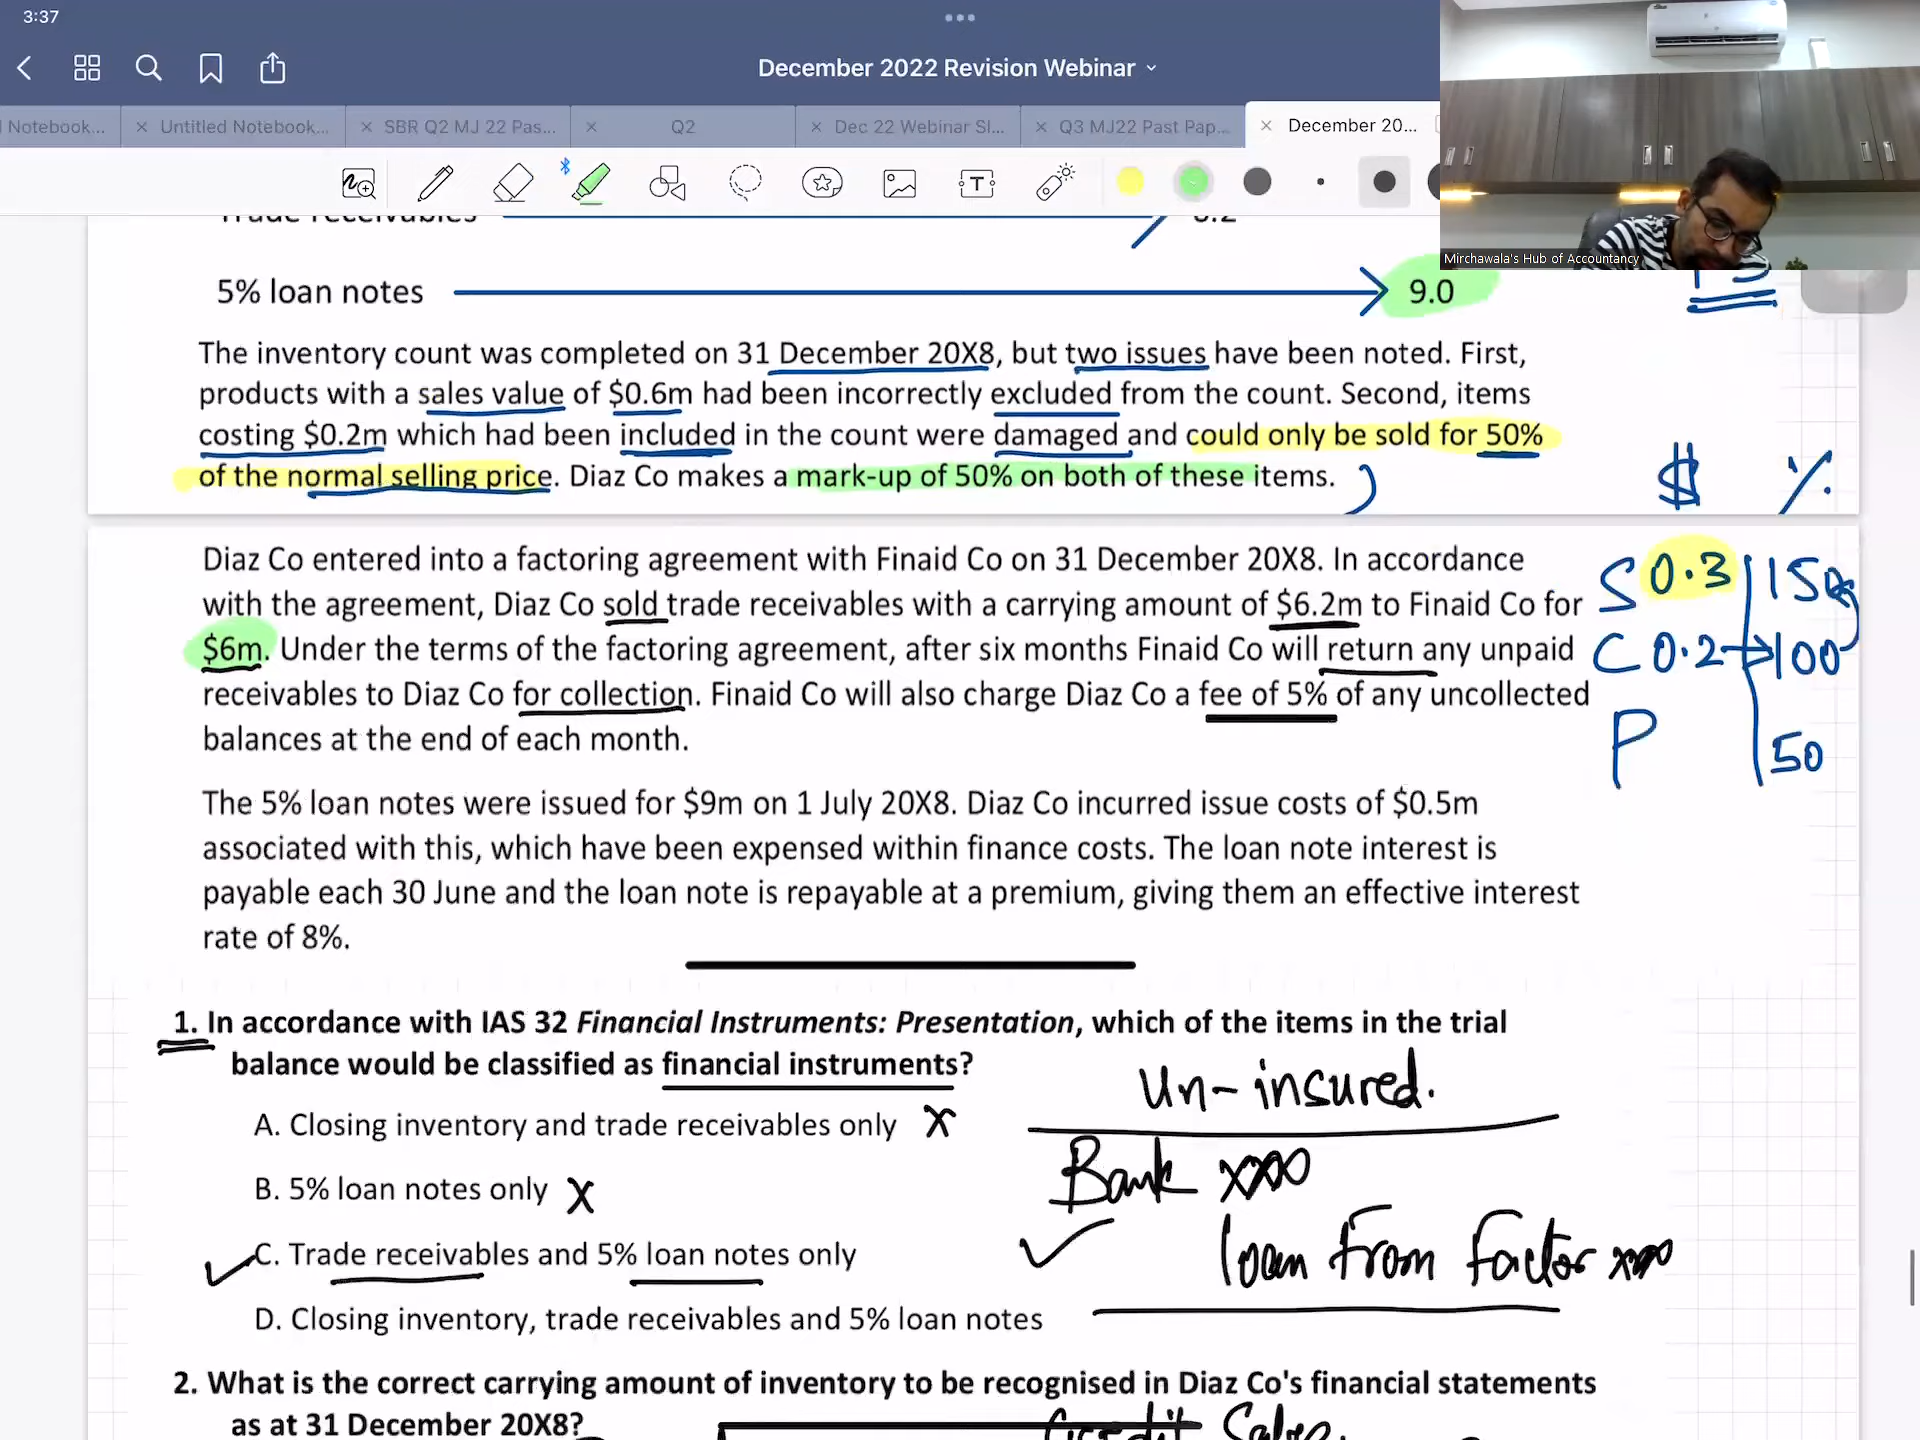 3:37
December 2022 Revision Webinar
l Notebook...
Untitled Notebook...
SBR Q2 MJ 22 Pas...
Q2
Dec 22 Webinar Sl...
Q3 MJ22 Past Pap...
December 20...
Mirchawala's Hub of Accountancy
Trade receivables 6.2
5% loan notes 9.0
The inventory count was completed on 31 December 20X8, but two issues have been noted. First,
products with a sales value of $0.6m had been incorrectly excluded from the count. Second, items
costing $0.2m which had been included in the count were damaged and could only be sold for 50%
of the normal selling price. Diaz Co makes a mark-up of 50% on both of these items.
$ %
S 0.3 150
C 0.2 100
P 50
Diaz Co entered into a factoring agreement with Finaid Co on 31 December 20X8. In accordance
with the agreement, Diaz Co sold trade receivables with a carrying amount of $6.2m to Finaid Co for
$6m. Under the terms of the factoring agreement, after six months Finaid Co will return any unpaid
receivables to Diaz Co for collection. Finaid Co will also charge Diaz Co a fee of 5% of any uncollected
balances at the end of each month.
The 5% loan notes were issued for $9m on 1 July 20X8. Diaz Co incurred issue costs of $0.5m
associated with this, which have been expensed within finance costs. The loan note interest is
payable each 30 June and the loan note is repayable at a premium, giving them an effective interest
rate of 8%.
1. In accordance with IAS 32 Financial Instruments: Presentation, which of the items in the trial
balance would be classified as financial instruments?
A. Closing inventory and trade receivables only X
B. 5% loan notes only X
C. Trade receivables and 5% loan notes only
D. Closing inventory, trade receivables and 5% loan notes
Un-insured.
Bank xxx
loan from factor xxx
2. What is the correct carrying amount of inventory to be recognised in Diaz Co's financial statements
as at 31 December 20X8?
Credit Sales.